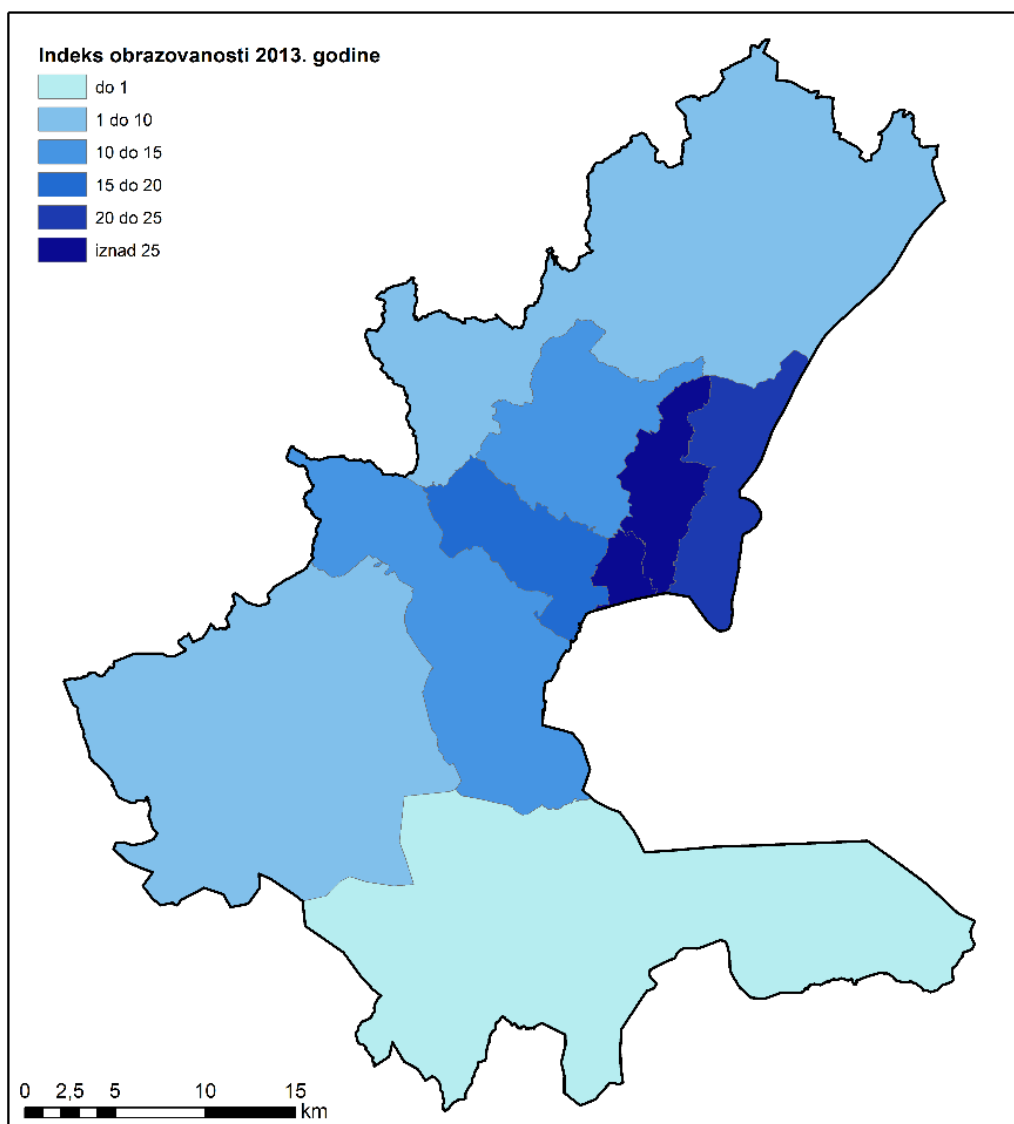 Indeks obrazovanosti 2013. godine
do 1
1 do 10
10 do 15
15 do 20
20 do 25
iznad 25
0 2,5 5 10 15
km